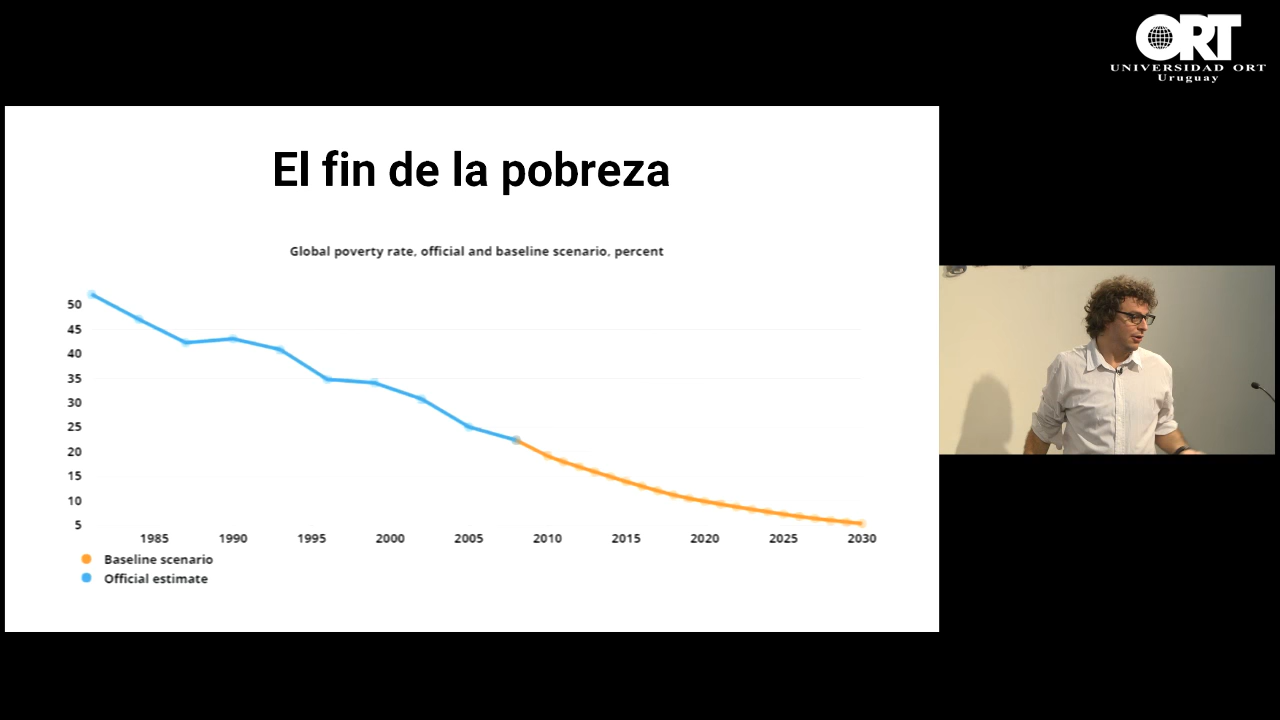 ORT
UNIVERSIDAD ORT
Uruguay
El fin de la pobreza
Global poverty rate, official and baseline scenario, percent
50
45
40
35
30
25
20
15
10
5
1985 1990 1995 2000 2005 2010 2015 2020 2025 2030
Baseline scenario
Official estimate